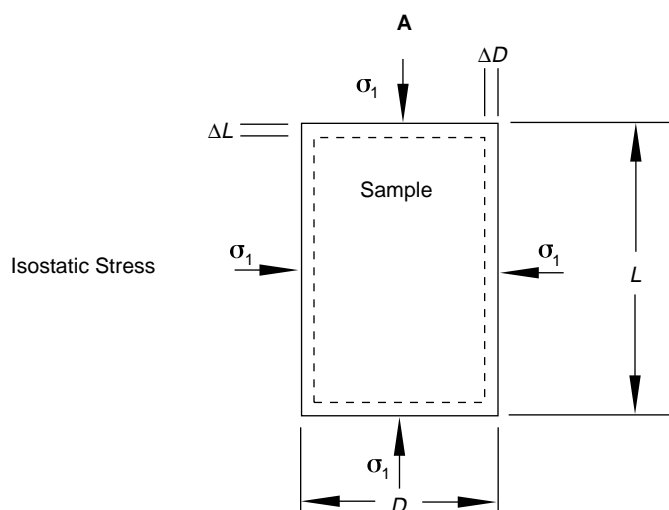 A
ΔD
σ1
ΔL
Sample
σ1
σ1
Isostatic Stress
L
σ1
D